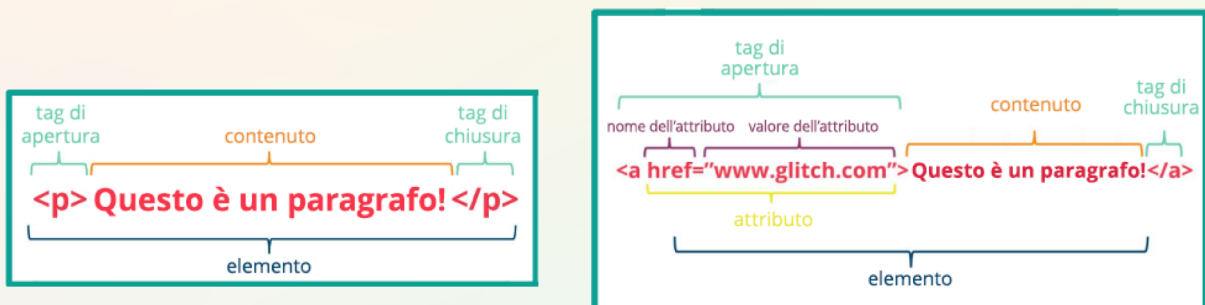 tag di
apertura
contenuto
tag di
chiusura
<p> Questo è un paragrafo! </p>
elemento
tag di
apertura
contenuto
tag di
chiusura
nome dell'attributo valore dell'attributo
<a href=”www.glitch.com”>Questo è un paragrafo!</a>
attributo
elemento